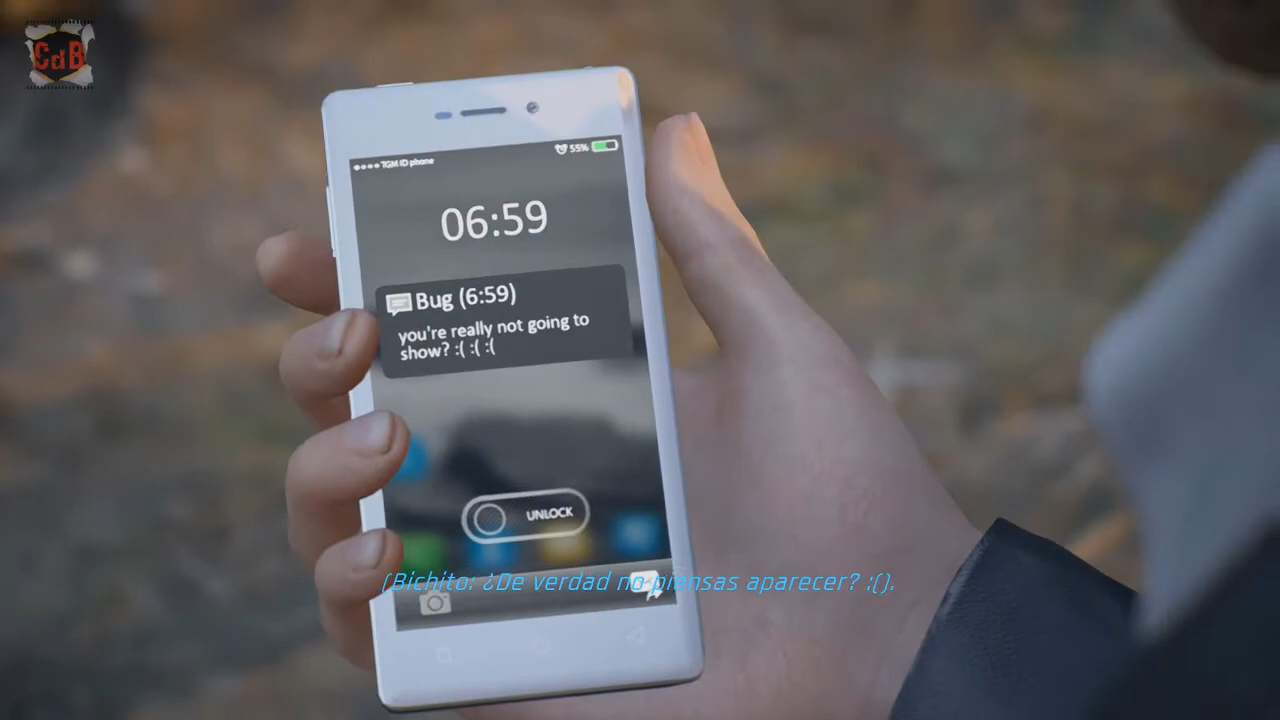 CdB
TGM ID phone 55%
06:59
Bug (6:59)
you're really not going to
show? :( :( :(
UNLOCK
(Bichito: ¿De verdad no piensas aparecer? :().